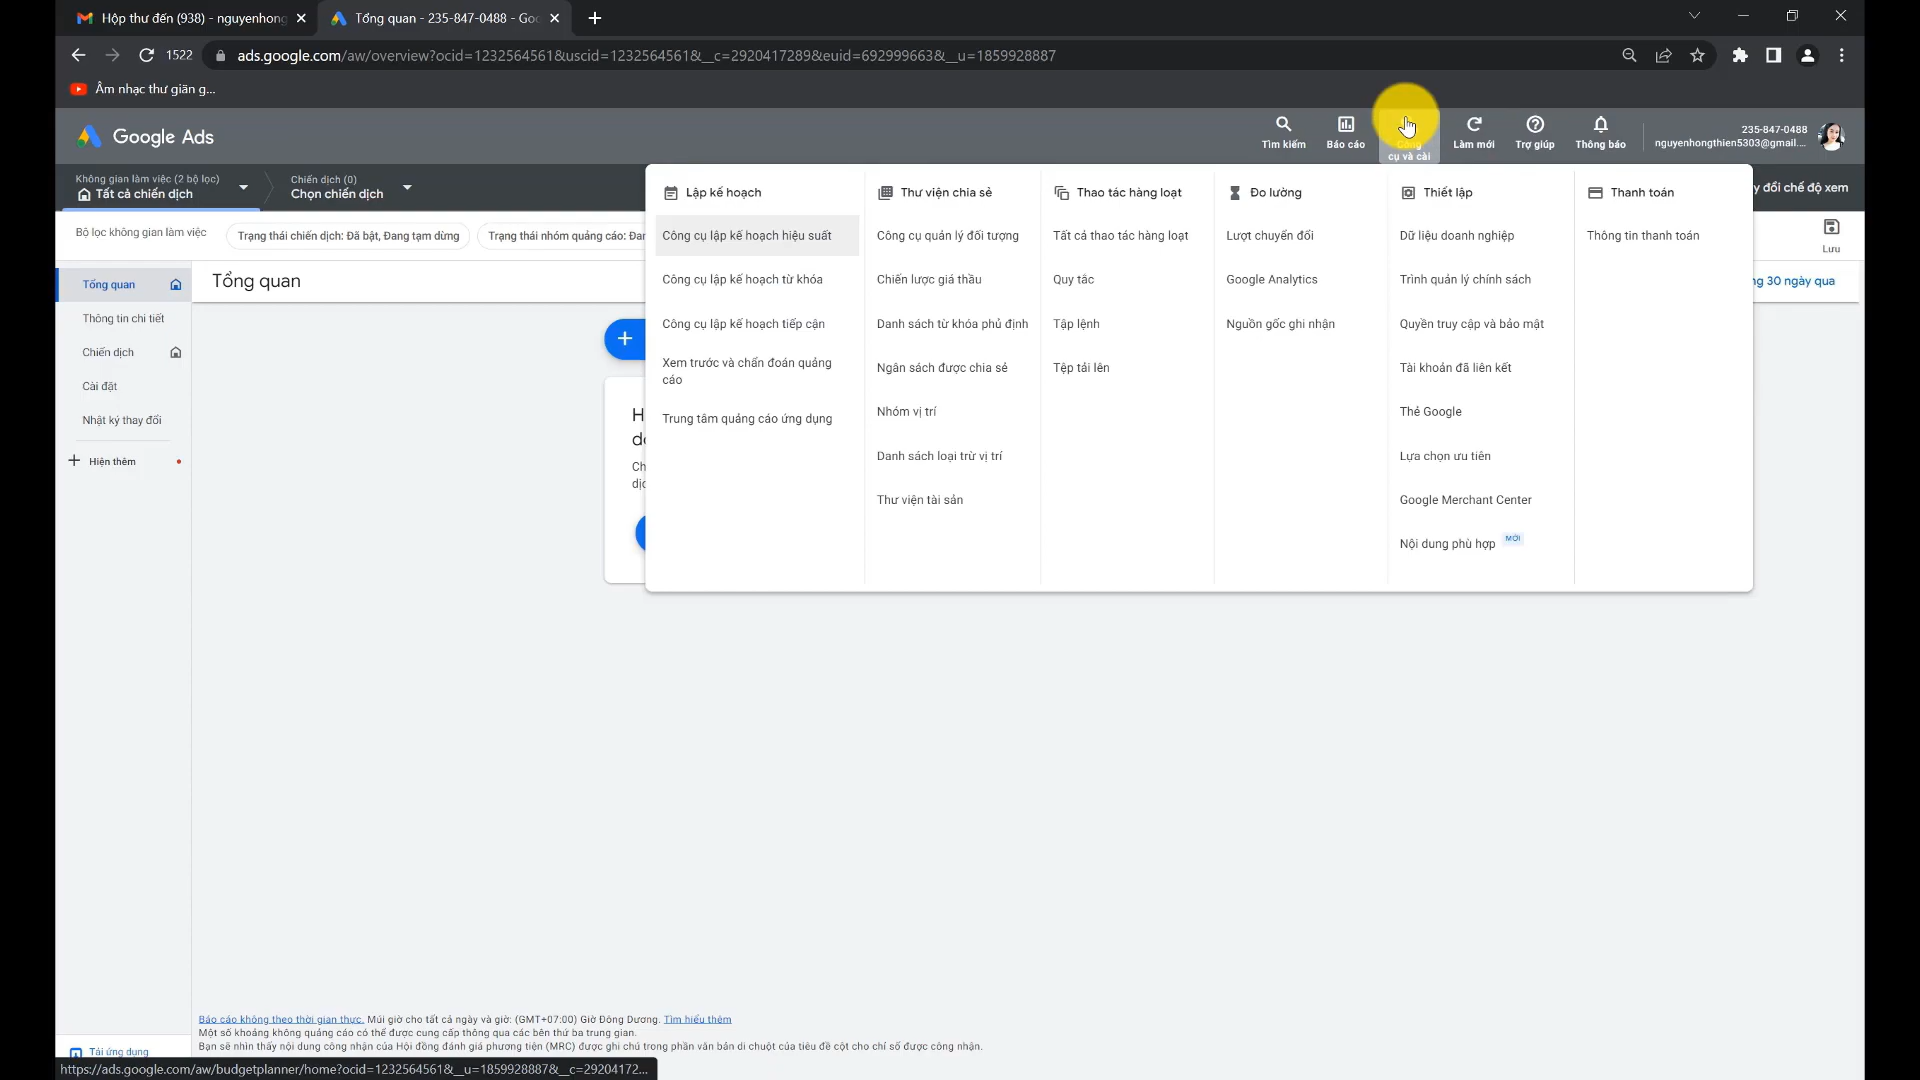 Hộp thư đến (938) - nguyenhong
Tổng quan - 235-847-0488 - Goo
1522
ads.google.com/aw/overview?ocid=1232564561&uscid=1232564561&__c=2920417289&euid=692999663&__u=1859928887
Âm nhạc thư giãn g...
Google Ads
Tìm kiếm
Báo cáo
Công
cụ và cài
Làm mới
Trợ giúp
Thông báo
235-847-0488
nguyenhongthien5303@gmail....
Không gian làm việc (2 bộ lọc)
Tất cả chiến dịch
Chiến dịch (0)
Chọn chiến dịch
y đổi chế độ xem
Bộ lọc không gian làm việc
Trạng thái chiến dịch: Đã bật, Đang tạm dừng
Trạng thái nhóm quảng cáo: Đan
Lưu
Tổng quan
Thông tin chi tiết
Chiến dịch
Cài đặt
Nhật ký thay đổi
Hiện thêm
Tổng quan
ng 30 ngày qua
H
dc
Ch
dịc
Lập kế hoạch
Công cụ lập kế hoạch hiệu suất
Công cụ lập kế hoạch từ khóa
Công cụ lập kế hoạch tiếp cận
Xem trước và chẩn đoán quảng
cáo
Trung tâm quảng cáo ứng dụng
Thư viện chia sẻ
Công cụ quản lý đối tượng
Chiến lược giá thầu
Danh sách từ khóa phủ định
Ngân sách được chia sẻ
Nhóm vị trí
Danh sách loại trừ vị trí
Thư viện tài sản
Thao tác hàng loạt
Tất cả thao tác hàng loạt
Quy tắc
Tập lệnh
Tệp tải lên
Đo lường
Lượt chuyển đổi
Google Analytics
Nguồn gốc ghi nhận
Thiết lập
Dữ liệu doanh nghiệp
Trình quản lý chính sách
Quyền truy cập và bảo mật
Tài khoản đã liên kết
Thẻ Google
Lựa chọn ưu tiên
Google Merchant Center
Nội dung phù hợp MỚI
Thanh toán
Thông tin thanh toán
Báo cáo không theo thời gian thực. Múi giờ cho tất cả ngày và giờ: (GMT+07:00) Giờ Đông Dương. Tìm hiểu thêm
Một số khoảng không quảng cáo có thể được cung cấp thông qua các bên thứ ba trung gian.
Bạn sẽ nhìn thấy nội dung công nhận của Hội đồng đánh giá phương tiện (MRC) được ghi chú trong phần văn bản di chuột của tiêu đề cột cho chỉ số được công nhận.
Tải ứng dụng
https://ads.google.com/aw/budgetplanner/home?ocid=1232564561&__u=1859928887&__c=29204172...